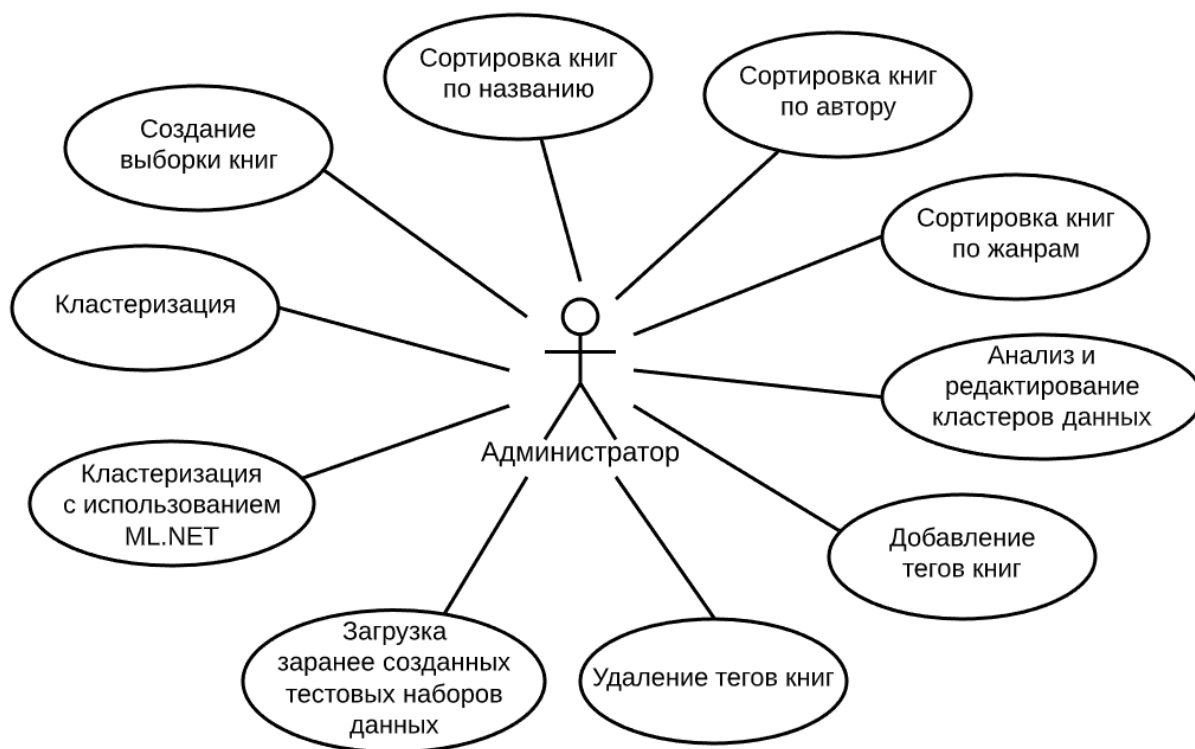 Сортировка книг
по названию
Сортировка книг
по автору
Создание
выборки книг
Сортировка книг
по жанрам
Кластеризация
Анализ и
редактирование
кластеров данных
Администратор
Кластеризация
с использованием
ML.NET
Добавление
тегов книг
Загрузка
заранее созданных
тестовых наборов
данных
Удаление тегов книг